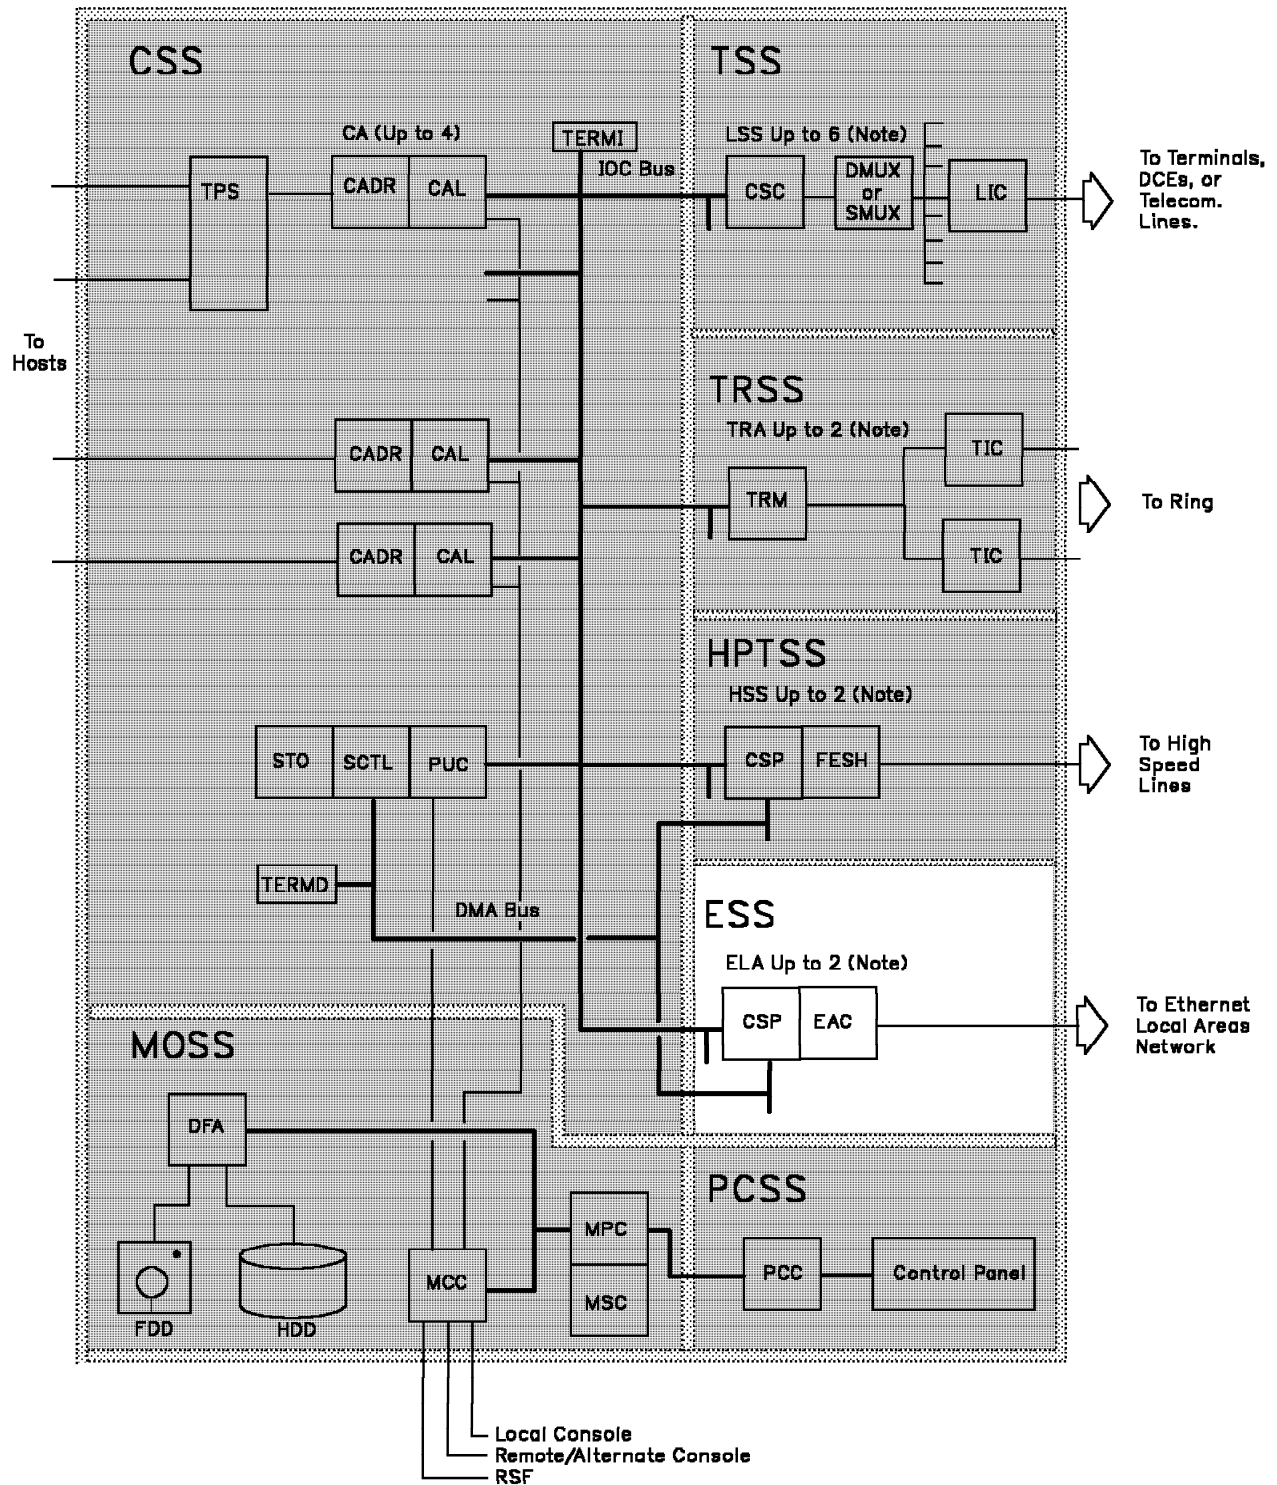 CSS
CA (Up to 4)
TERMI
IOC Bus
TPS
CADR
CAL
To
Hosts
CADR
CAL
CADR
CAL
STO
SCTL
PUC
TERMD
DMA Bus
TSS
LSS Up to 6 (Note)
CSC
DMUX
or
SMUX
LIC
To Terminals,
DCEs, or
Telecom.
Lines.
TRSS
TRA Up to 2 (Note)
TRM
TIC
TIC
To Ring
HPTSS
HSS Up to 2 (Note)
CSP
FESH
To High
Speed
Lines
ESS
ELA Up to 2 (Note)
CSP
EAC
To Ethernet
Local Areas
Network
MOSS
DFA
FDD
HDD
MCC
MPC
MSC
PCSS
PCC
Control Panel
Local Console
Remote/Alternate Console
RSF